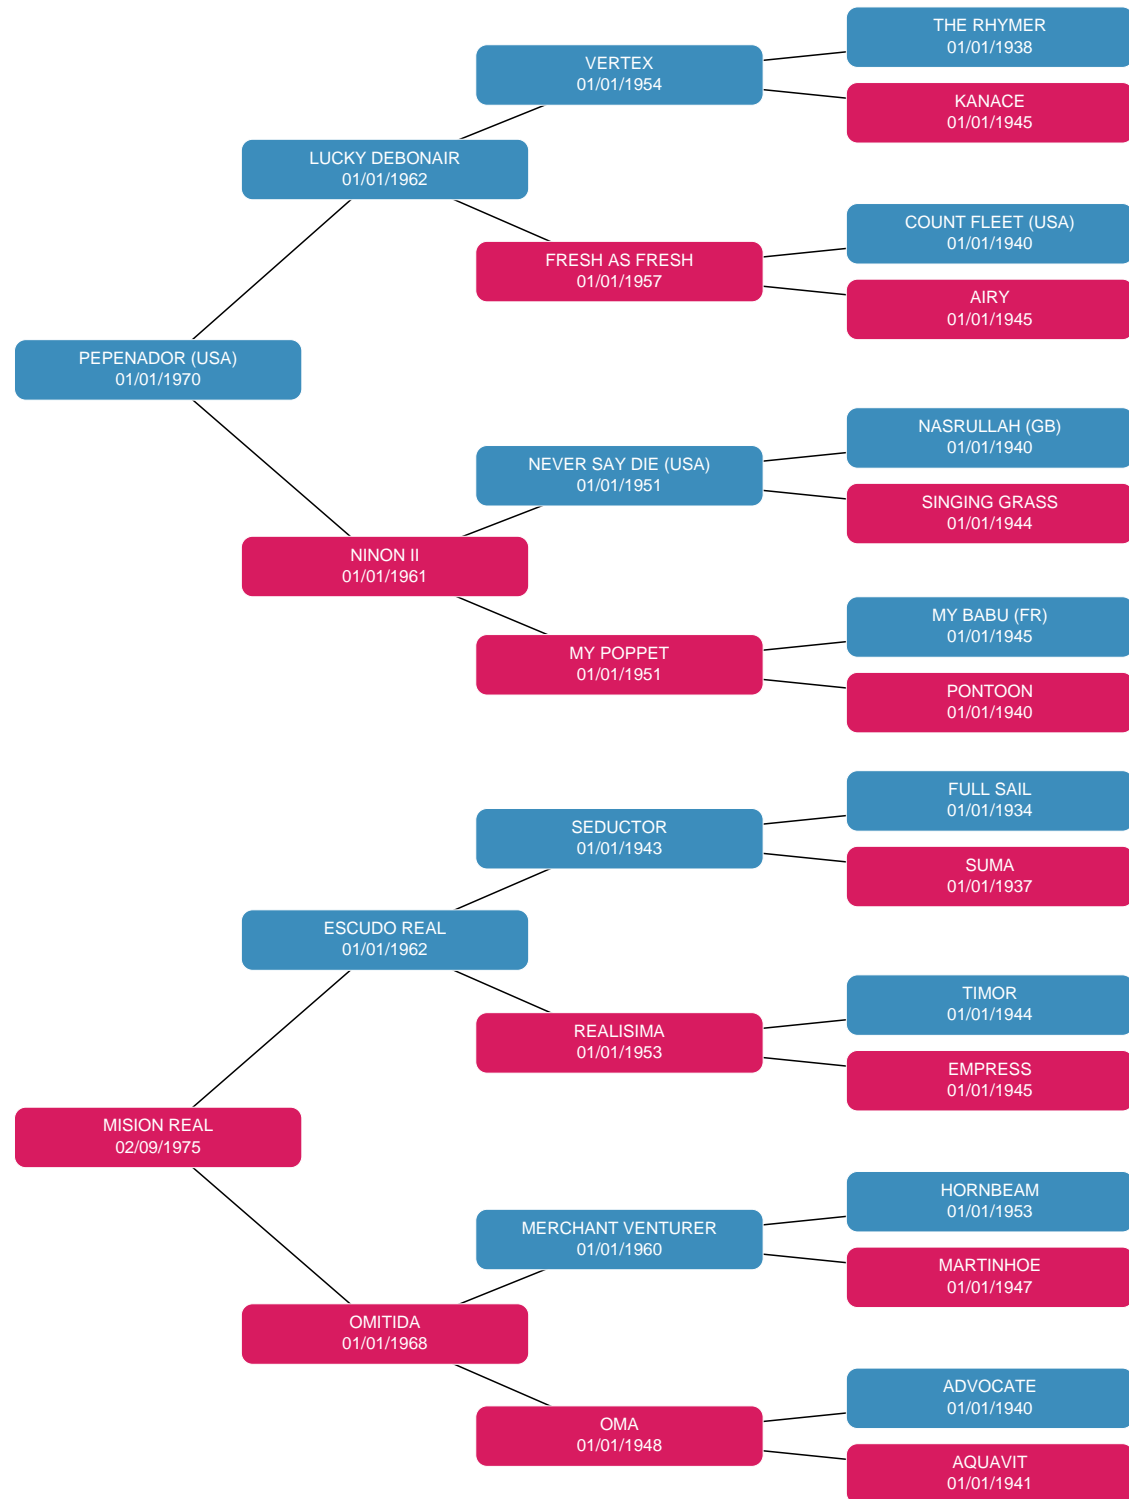 THE RHYMER
01/01/1938
VERTEX
01/01/1954
KANACE
01/01/1945
LUCKY DEBONAIR
01/01/1962
COUNT FLEET (USA)
01/01/1940
FRESH AS FRESH
01/01/1957
AIRY
01/01/1945
PEPENADOR (USA)
01/01/1970
NASRULLAH (GB)
01/01/1940
NEVER SAY DIE (USA)
01/01/1951
SINGING GRASS
01/01/1944
NINON II
01/01/1961
MY BABU (FR)
01/01/1945
MY POPPET
01/01/1951
PONTOON
01/01/1940
FULL SAIL
01/01/1934
SEDUCTOR
01/01/1943
SUMA
01/01/1937
ESCUDO REAL
01/01/1962
TIMOR
01/01/1944
REALISIMA
01/01/1953
EMPRESS
01/01/1945
MISION REAL
02/09/1975
HORNBEAM
01/01/1953
MERCHANT VENTURER
01/01/1960
MARTINHOE
01/01/1947
OMITIDA
01/01/1968
ADVOCATE
01/01/1940
OMA
01/01/1948
AQUAVIT
01/01/1941